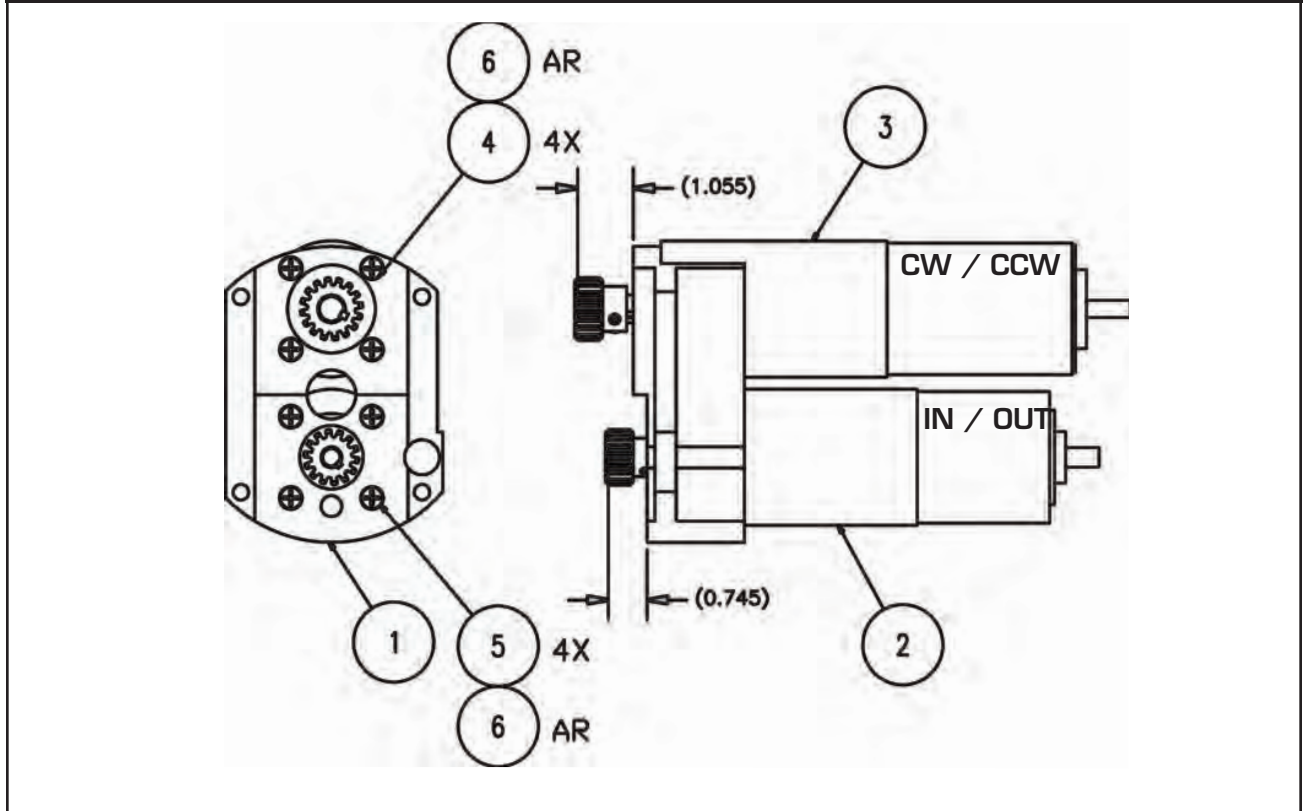 6 AR
4 4X
3
(1.055)
CW / CCW
IN / OUT
(0.745)
1
5 4X
2
6 AR